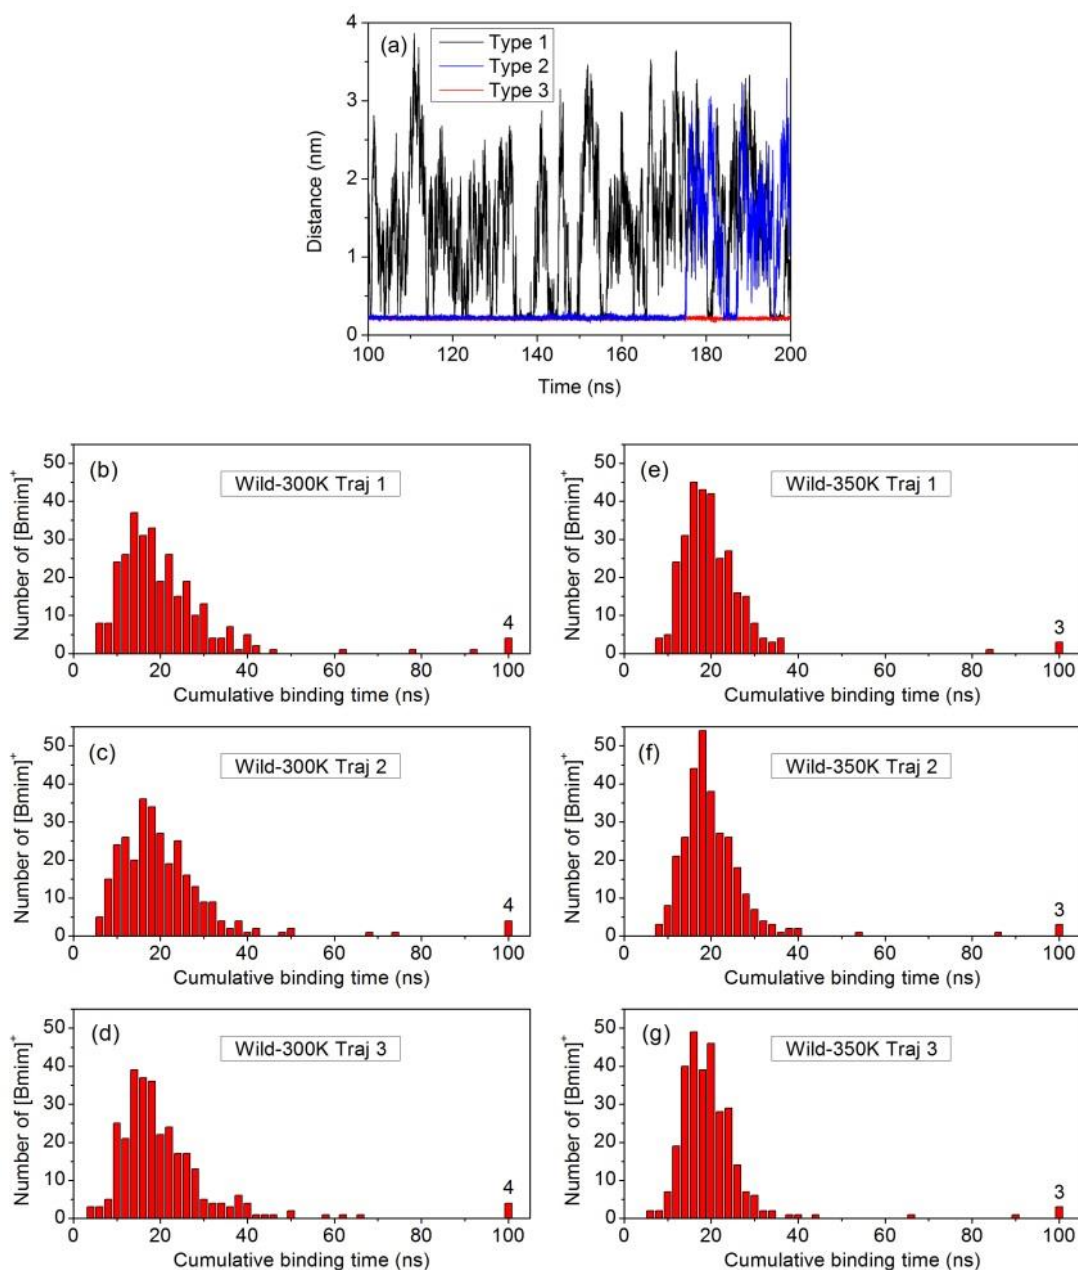 (a)
Type 1
Type 2
Type 3
4
3
2
1
0
Distance (nm)
100 120 140 160 180 200
Time (ns)
(b)
Wild-300K Traj 1
50
40
30
20
10
0
Number of [Bmim]⁺
4
0 20 40 60 80 100
Cumulative binding time (ns)
(e)
Wild-350K Traj 1
50
40
30
20
10
0
Number of [Bmim]⁺
3
0 20 40 60 80 100
Cumulative binding time (ns)
(c)
Wild-300K Traj 2
50
40
30
20
10
0
Number of [Bmim]⁺
4
0 20 40 60 80 100
Cumulative binding time (ns)
(f)
Wild-350K Traj 2
50
40
30
20
10
0
Number of [Bmim]⁺
3
0 20 40 60 80 100
Cumulative binding time (ns)
(d)
Wild-300K Traj 3
50
40
30
20
10
0
Number of [Bmim]⁺
4
0 20 40 60 80 100
Cumulative binding time (ns)
(g)
Wild-350K Traj 3
50
40
30
20
10
0
Number of [Bmim]⁺
3
0 20 40 60 80 100
Cumulative binding time (ns)